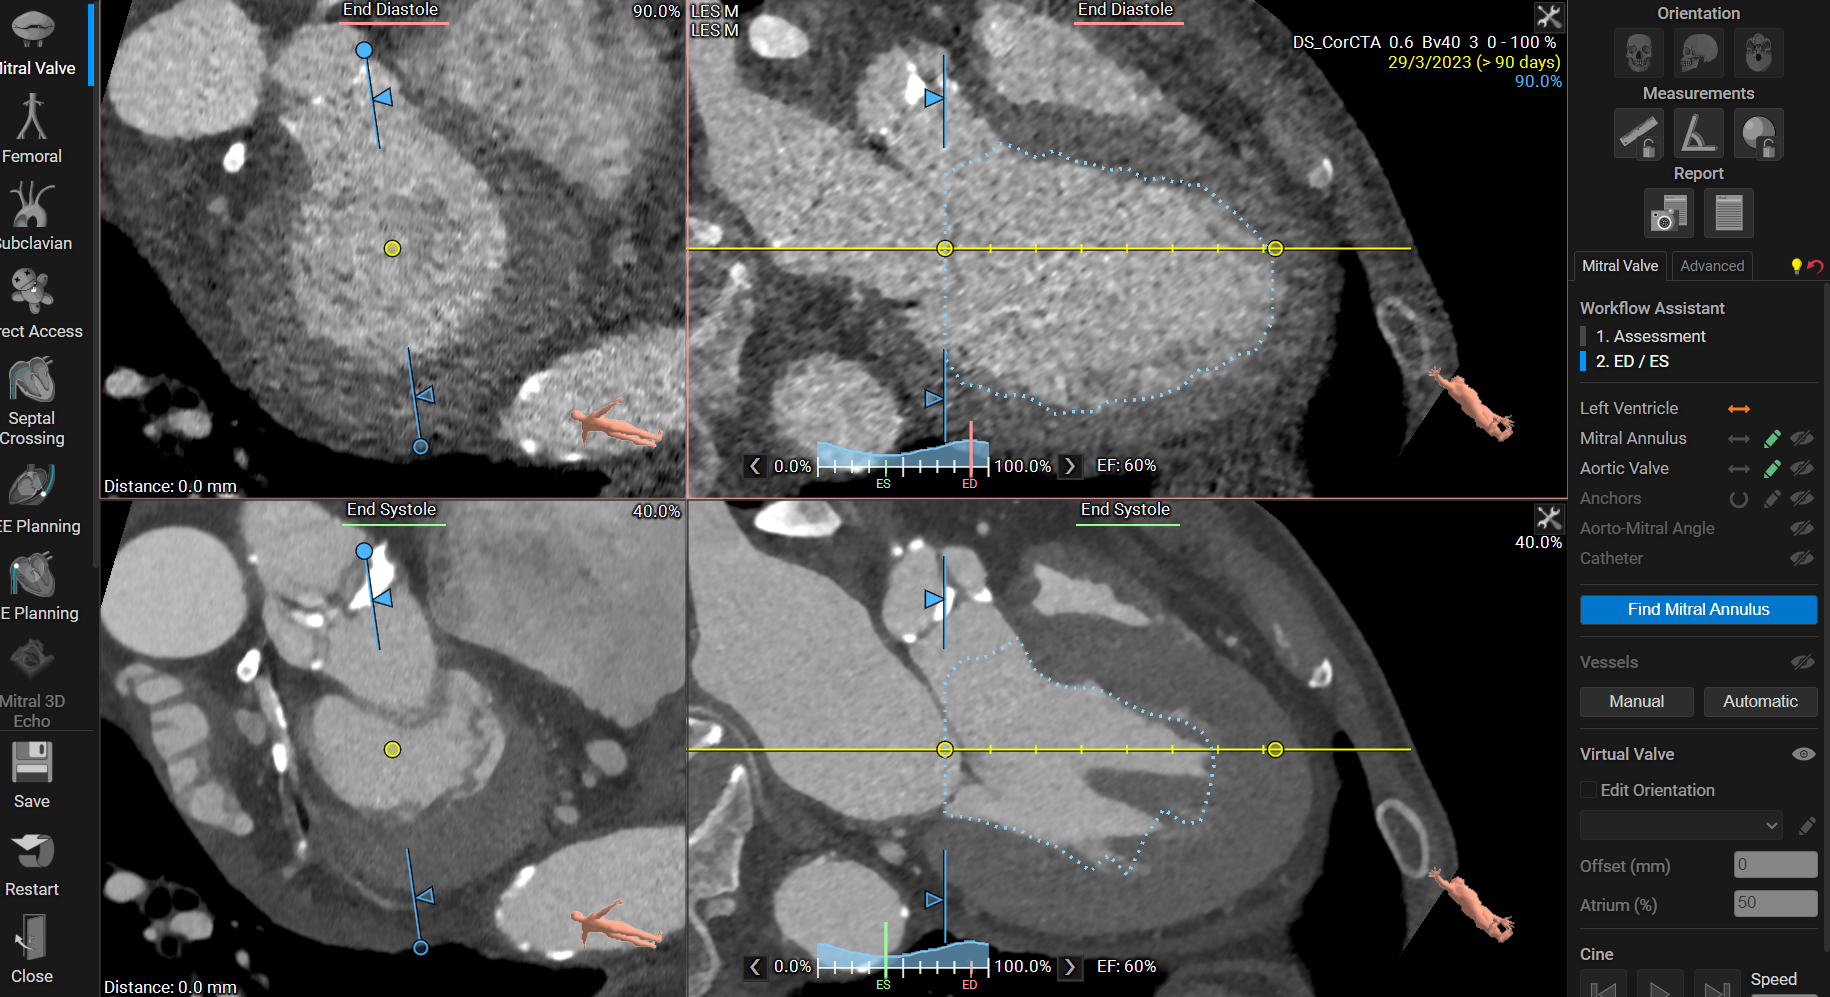 itral Valve
Femoral
ubclavian
rect Access
Septal
Crossing
EE Planning
E Planning
Mitral 3D
Echo
Save
Restart
Close
End Diastole
90.0%
Distance: 0.0 mm
LES M
LES M
End Diastole
DS_CorCTA 0.6 Bv40 3 0 - 100 %
29/3/2023 (> 90 days)
90.0%
0.0%
100.0%
EF: 60%
ES
ED
End Systole
40.0%
Distance: 0.0 mm
End Systole
40.0%
0.0%
100.0%
EF: 60%
ES
ED
Orientation
Measurements
Report
Mitral Valve
Advanced
Workflow Assistant
1. Assessment
2. ED / ES
Left Ventricle
Mitral Annulus
Aortic Valve
Anchors
Aorto-Mitral Angle
Catheter
Find Mitral Annulus
Vessels
Manual
Automatic
Virtual Valve
Edit Orientation
Offset (mm)
0
Atrium (%)
50
Cine
Speed